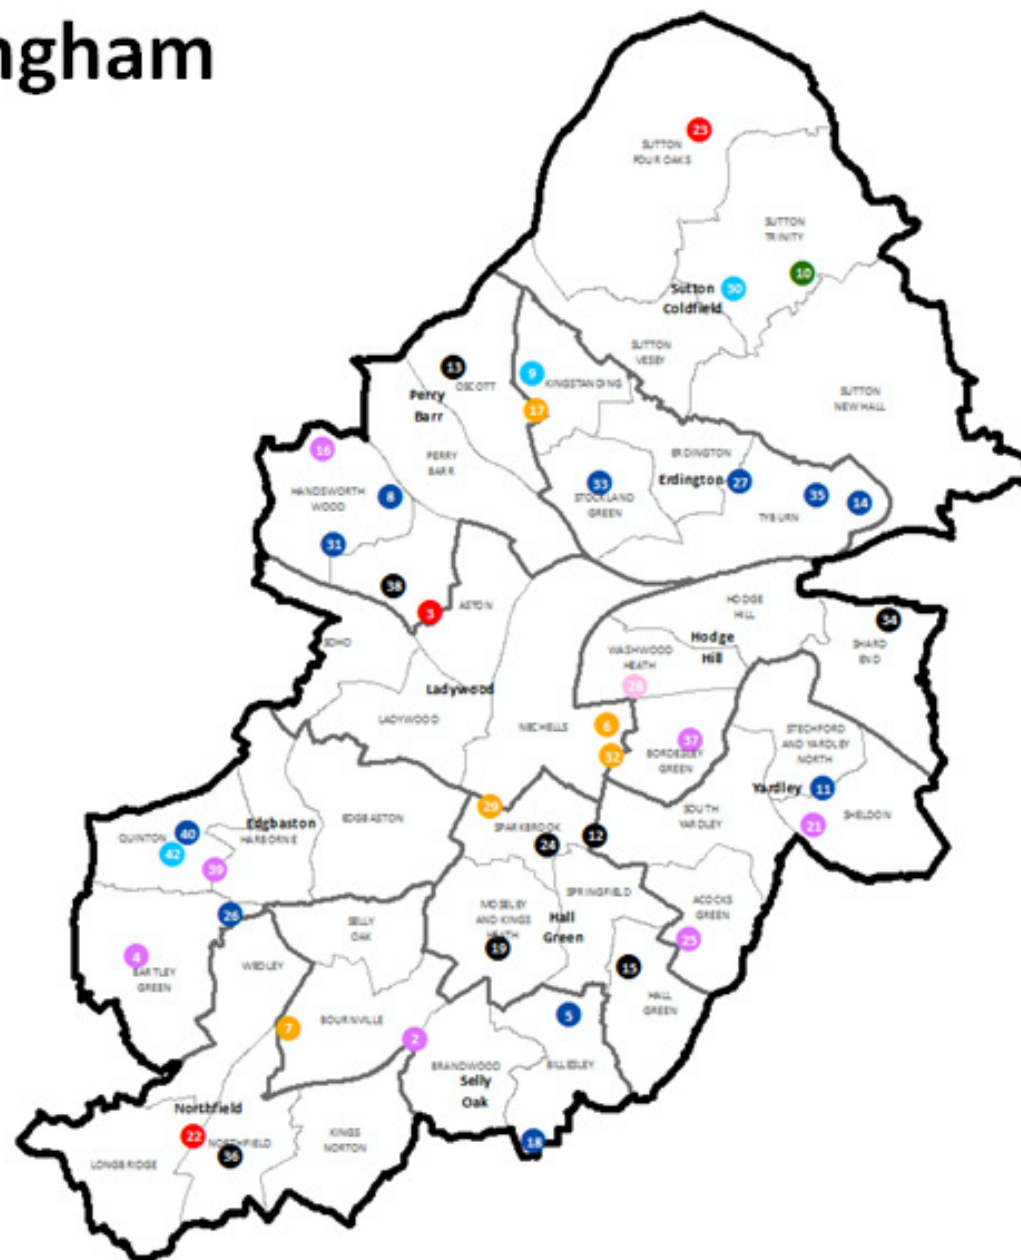 ngham
23
SUTTON
FOUR OAKS
SUTTON
TRINITY
10
30
Sutton
Coldfield
SUTTON
VESEY
13
OSCOTT
9
KINGSTANDING
17
SUTTON
NEW HALL
Perry
Barr
PERRY
BARR
16
HANDSWORTH
WOOD
8
31
ERDINGTON
Erdington
27
33
STOCKLAND
GREEN
35
14
TYBURN
38
3
ASTON
SOHO
HODGE
HILL
Hodge
Hill
34
SHARD
END
WASHWOOD
HEATH
28
Ladywood
LADYWOOD
NECHELLS
6
32
37
BORDESLEY
GREEN
STECHFORD
AND YARDLEY
NORTH
Yardley
11
SHELDON
21
SOUTH
YARDLEY
29
SPARKBROOK
24
12
EDGBASTON
Edgbaston
HARBORNE
QUINTON
40
42
39
26
SPRINGFIELD
MOSELEY
AND KINGS
HEATH
19
Hall
Green
ACOCKS
GREEN
25
15
HALL
GREEN
SELLY
OAK
4
BARTLEY
GREEN
WEOLEY
7
BOURNVILLE
2
5
BILLESLEY
BRANDWOOD
Selly
Oak
18
Northfield
22
NORTHFIELD
36
KINGS
NORTON
LONGBRIDGE